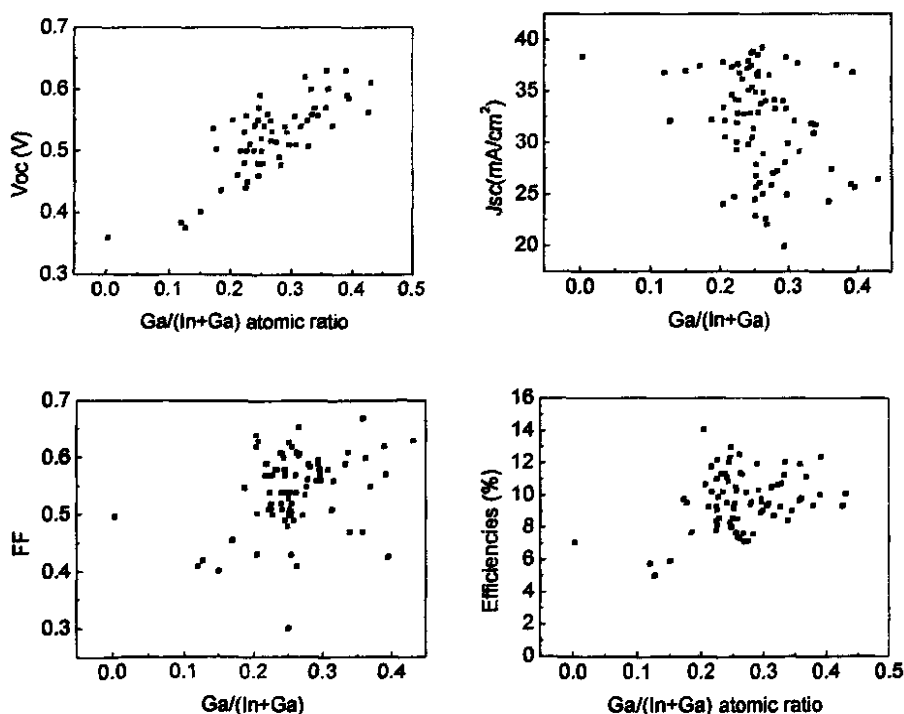 0.7
0.6
0.5
0.4
0.3
Voc (V)
0.0 0.1 0.2 0.3 0.4 0.5
Ga/(In+Ga) atomic ratio
40
35
30
25
20
Jsc(mA/cm²)
0.0 0.1 0.2 0.3 0.4
Ga/(In+Ga)
0.7
0.6
0.5
0.4
0.3
FF
0.0 0.1 0.2 0.3 0.4
Ga/(In+Ga)
16
14
12
10
8
6
4
2
0
Efficiencies (%)
0.0 0.1 0.2 0.3 0.4 0.5
Ga/(In+Ga) atomic ratio